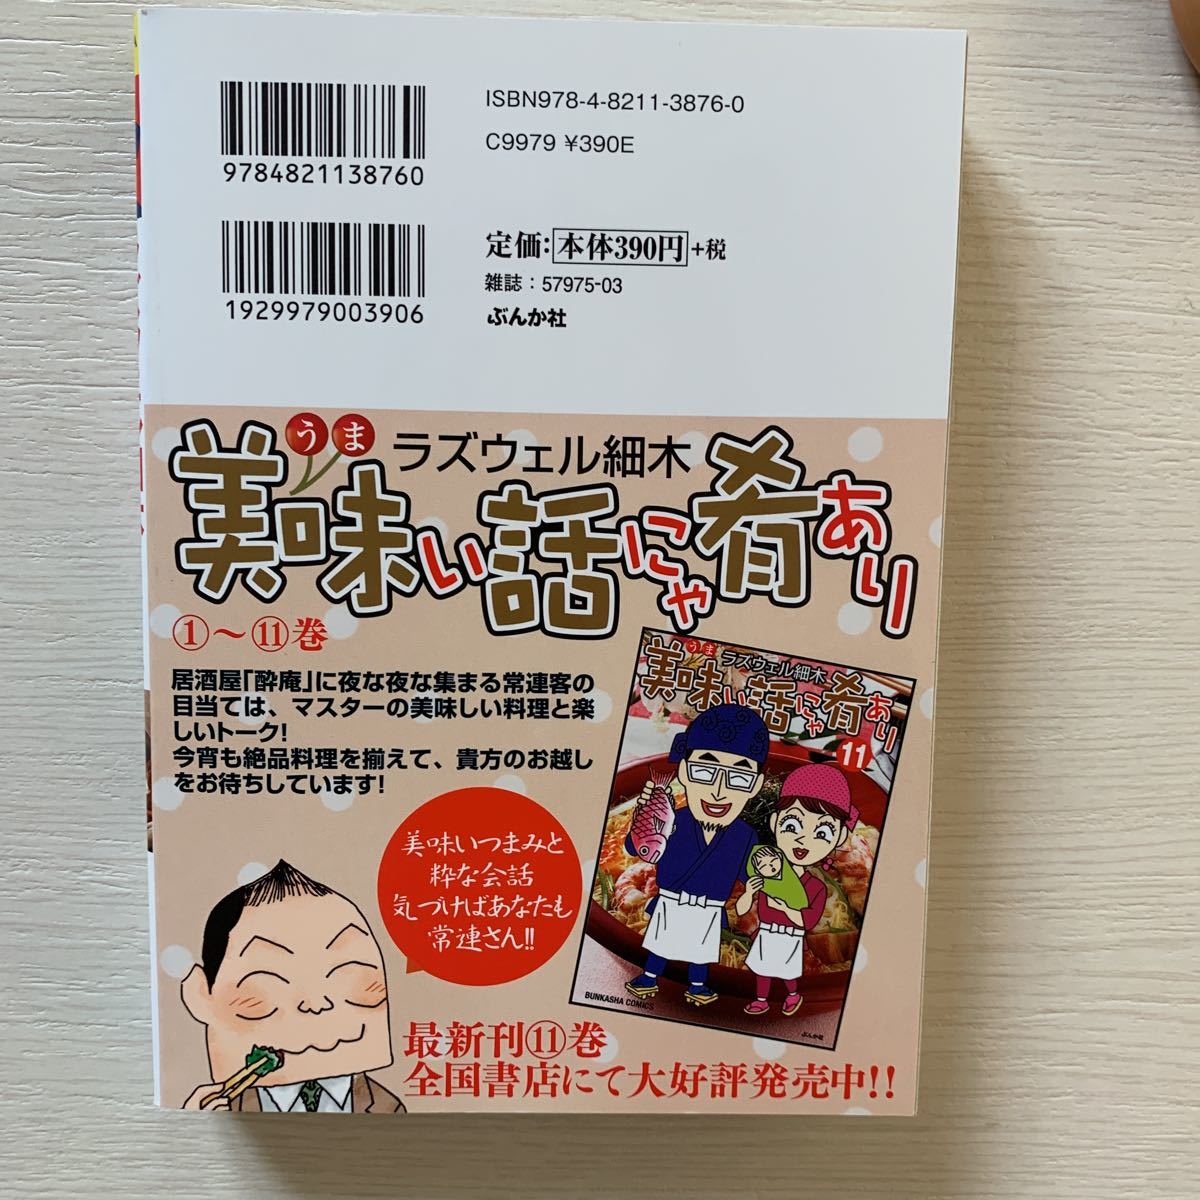 ISBN978-4-8211-3876-0
C9979 ¥390E
9784821138760
定価：本体390円+税
雑誌：57975-03
ぶんか社
1929979003906
うま
ラズウェル細木
美味い話にゃ肴あり
①〜⑪巻
居酒屋「酔庵」に夜な夜な集まる常連客の
目当ては、マスターの美味しい料理と楽
しいトーク!
今宵も絶品料理を揃えて、貴方のお越し
をお待ちしています!
美味いつまみと
粋な会話
気づけばあなたも
常連さん!!
うま
ラズウェル細木
美味い話にゃ肴あり
11
BUNKASHA COMICS
ぶんか社
最新刊⑪巻
全国書店にて大好評発売中!!